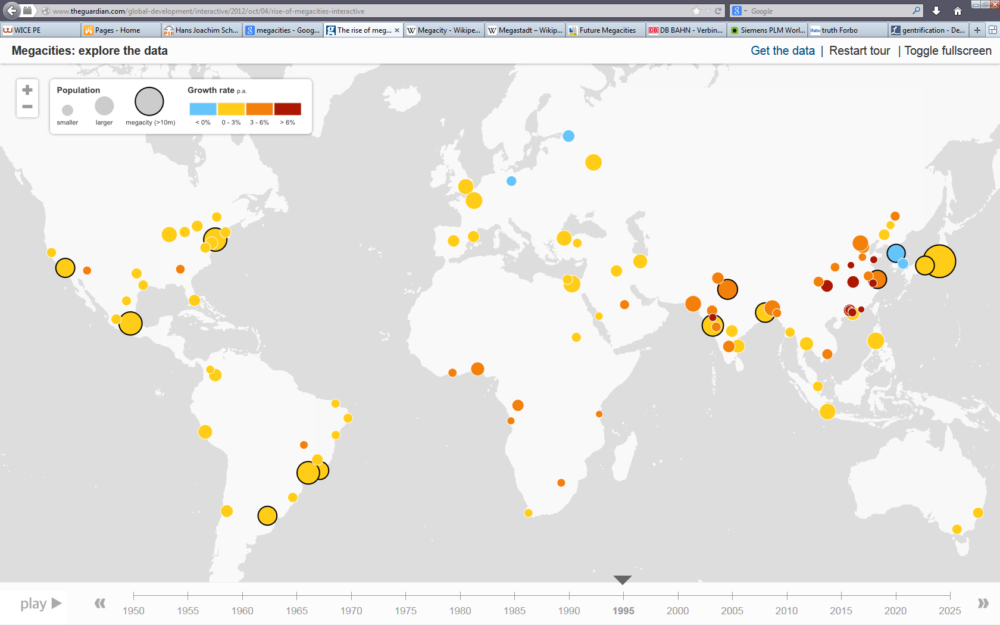 www.theguardian.com/global-development/interactive/2012/oct/04/rise-of-megacities-interactive
Google
WICE PE
Pages - Home
Hans Joachim Sch...
megacities - Goog...
The rise of meg...
Megacity - Wikipe...
Megastadt – Wikip...
Future Megacities
DB BAHN - Verbin...
Siemens PLM Worl...
truth Forbo
gentrification - De...
Megacities: explore the data
Get the data | Restart tour | Toggle fullscreen
Population
Growth rate p.a.
smaller
larger
megacity (>10m)
< 0%
0 - 3%
3 - 6%
> 6%
play
1950
1955
1960
1965
1970
1975
1980
1985
1990
1995
2000
2005
2010
2015
2020
2025